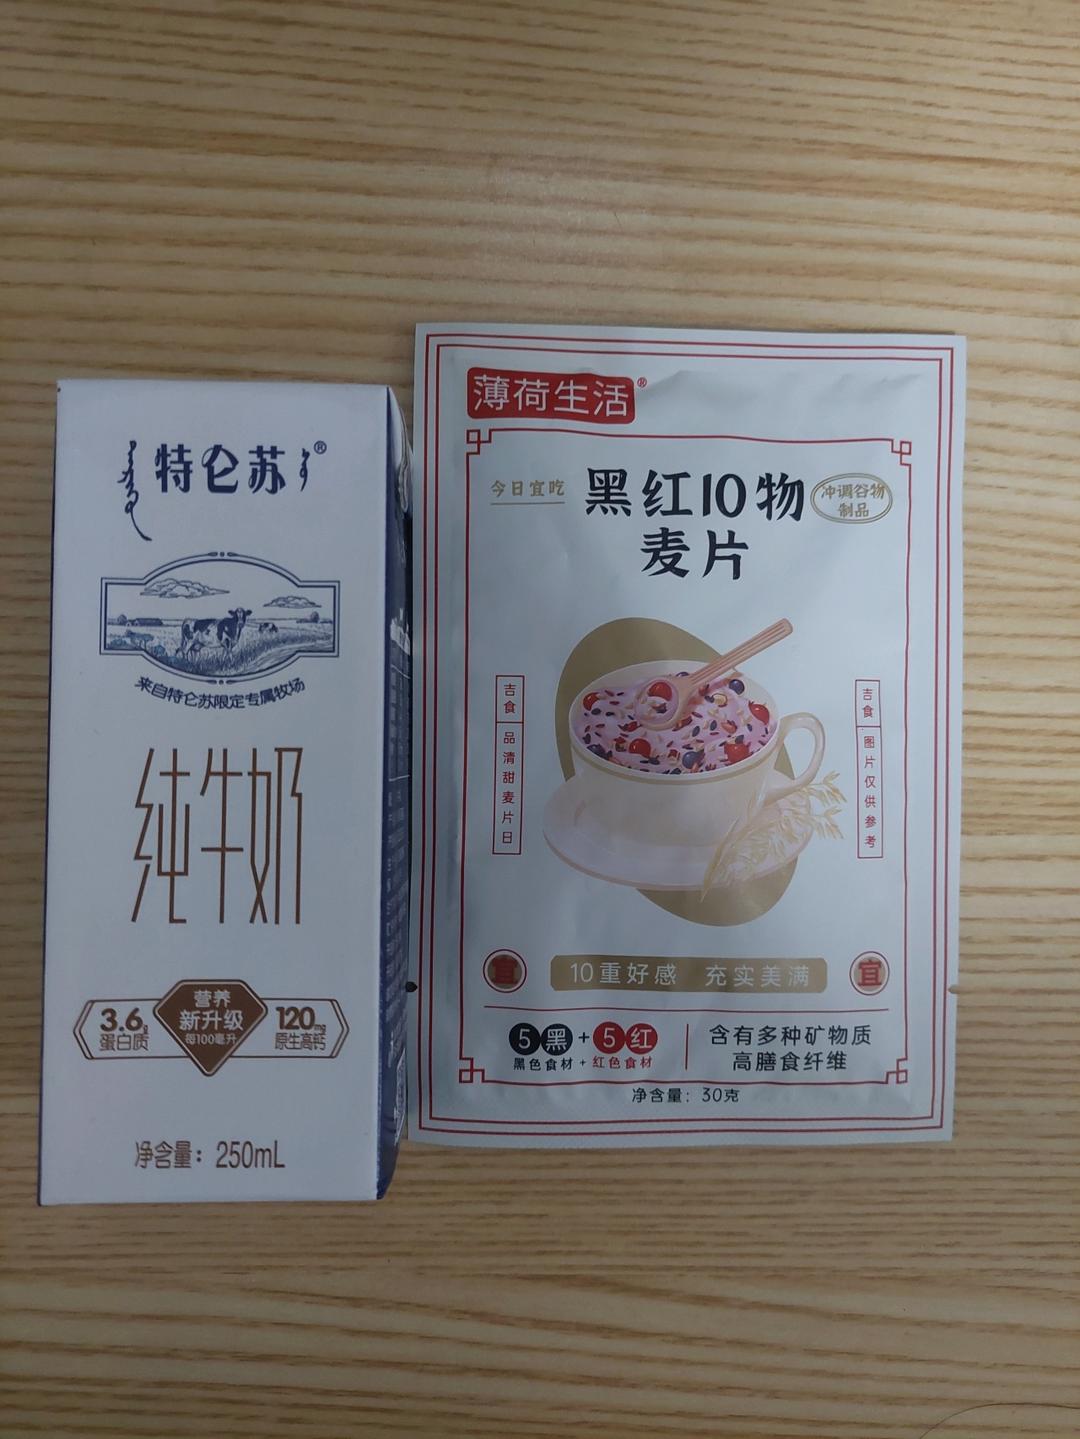 特仑苏®
来自特仑苏限定专属牧场
纯牛奶
3.6g
蛋白质
营养
新升级
每100毫升
120mg
原生高钙
净含量：250mL
薄荷生活®
今日宜吃
黑红10物
麦片
冲调谷物
制品
吉食
品清甜麦片日
吉食
图片仅供参考
宜
10重好感 充实美满
宜
5黑+5红
黑色食材+红色食材
含有多种矿物质
高膳食纤维
净含量：30克